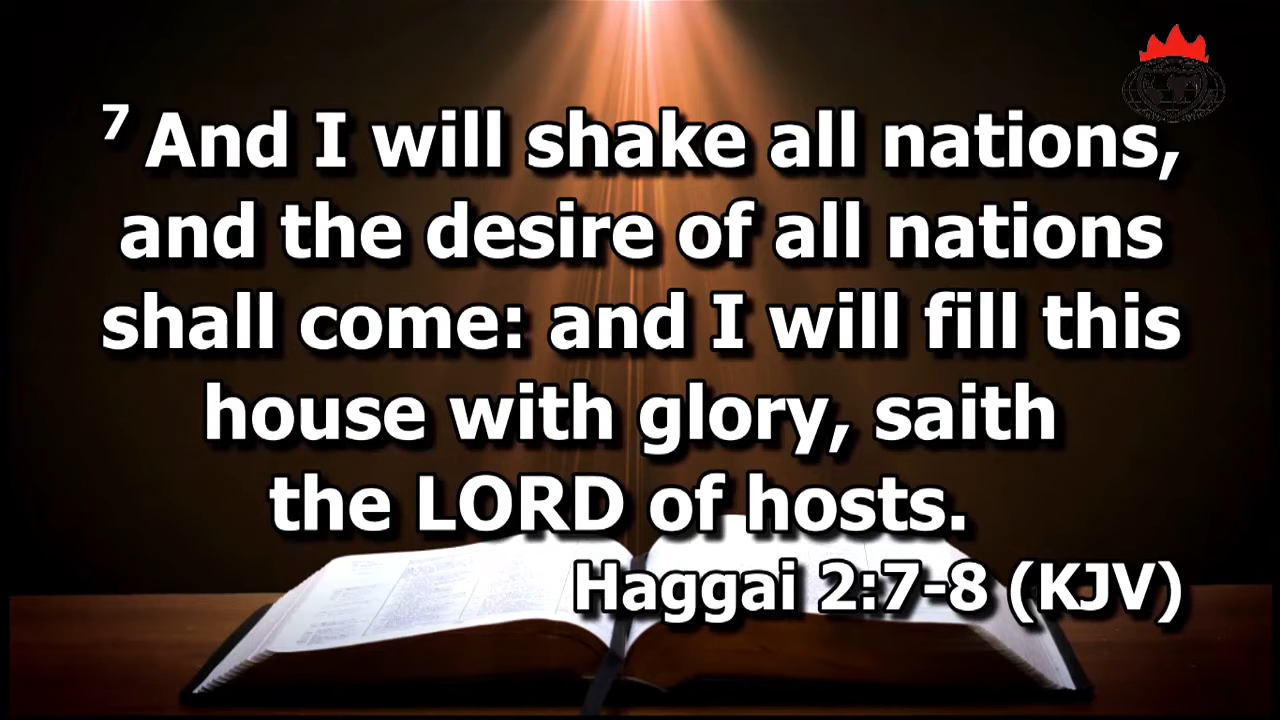 7 And I will shake all nations,
and the desire of all nations
shall come: and I will fill this
house with glory, saith
the LORD of hosts.
Haggai 2:7-8 (KJV)